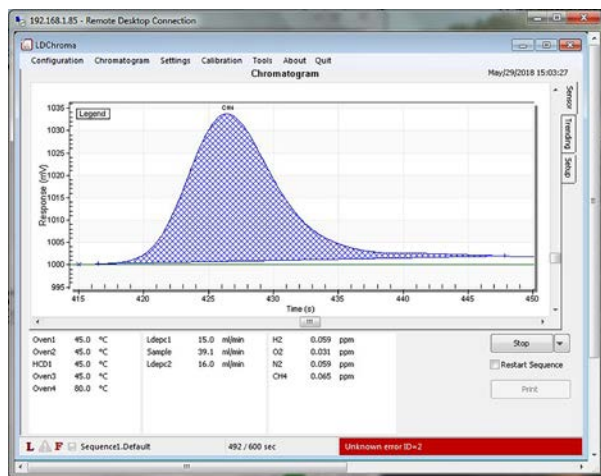 192.168.1.85 - Remote Desktop Connection
LDChroma
Configuration Chromatogram Settings Calibration Tools About Quit
Chromatogram May/29/2018 15:03:27
Legend
CH4
Response (mV)
1035
1030
1025
1020
1015
1010
1005
1000
995
415 420 425 430 435 440 445 450
Time (s)
Sensor
Trending
Setup
Oven1 45.0 °C Ldepc1 15.0 ml/min H2 0.059 ppm
Oven2 45.0 °C Sample 39.1 ml/min O2 0.031 ppm
HCD1 45.0 °C Ldepc2 16.0 ml/min N2 0.059 ppm
Oven3 45.0 °C CH4 0.065 ppm
Oven4 80.0 °C
Stop
Restart Sequence
Print
L F Sequence1.Default 492 / 600 sec Unknown error ID=2